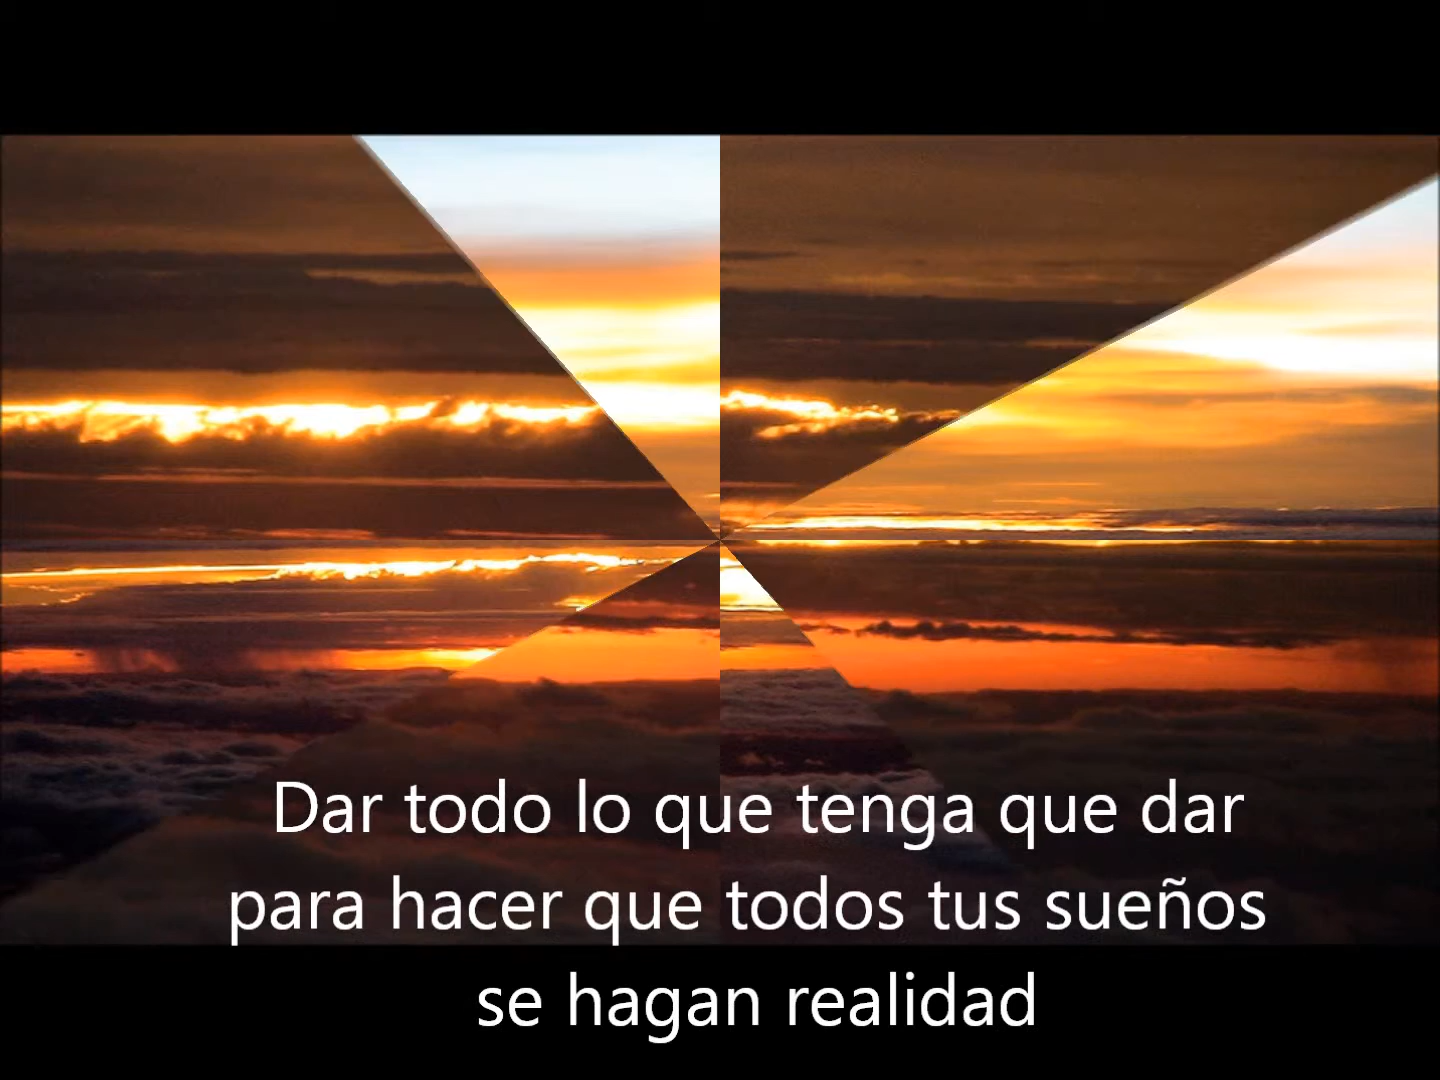 Dar todo lo que tenga que dar
para hacer que todos tus sueños
se hagan realidad